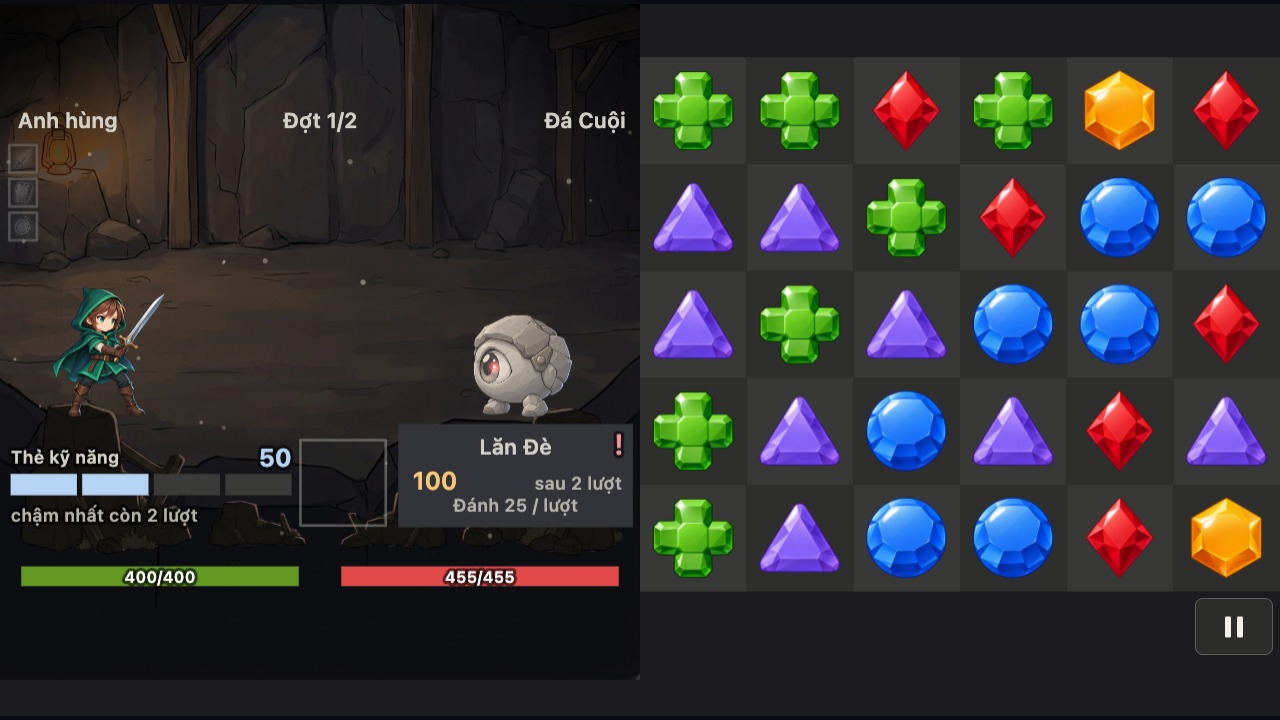 Anh hùng
Đợt 1/2
Đá Cuội
Thẻ kỹ năng
50
chậm nhất còn 2 lượt
Lăn Đè
!
100
sau 2 lượt
Đánh 25 / lượt
400/400
455/455